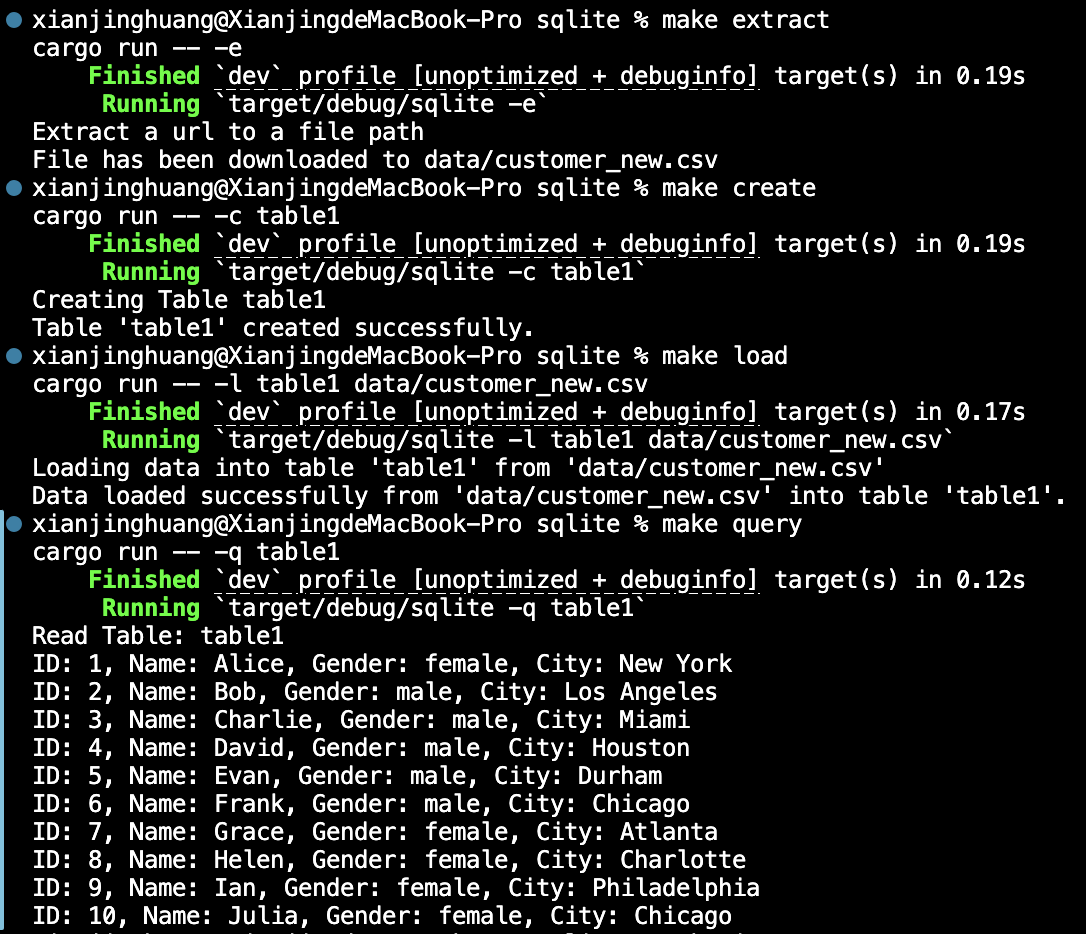 xianjinghuang@XianjingdeMacBook-Pro sqlite % make extract
cargo run -- -e
Finished `dev` profile [unoptimized + debuginfo] target(s) in 0.19s
Running `target/debug/sqlite -e`
Extract a url to a file path
File has been downloaded to data/customer_new.csv
xianjinghuang@XianjingdeMacBook-Pro sqlite % make create
cargo run -- -c table1
Finished `dev` profile [unoptimized + debuginfo] target(s) in 0.19s
Running `target/debug/sqlite -c table1`
Creating Table table1
Table 'table1' created successfully.
xianjinghuang@XianjingdeMacBook-Pro sqlite % make load
cargo run -- -l table1 data/customer_new.csv
Finished `dev` profile [unoptimized + debuginfo] target(s) in 0.17s
Running `target/debug/sqlite -l table1 data/customer_new.csv`
Loading data into table 'table1' from 'data/customer_new.csv'
Data loaded successfully from 'data/customer_new.csv' into table 'table1'.
xianjinghuang@XianjingdeMacBook-Pro sqlite % make query
cargo run -- -q table1
Finished `dev` profile [unoptimized + debuginfo] target(s) in 0.12s
Running `target/debug/sqlite -q table1`
Read Table: table1
ID: 1, Name: Alice, Gender: female, City: New York
ID: 2, Name: Bob, Gender: male, City: Los Angeles
ID: 3, Name: Charlie, Gender: male, City: Miami
ID: 4, Name: David, Gender: male, City: Houston
ID: 5, Name: Evan, Gender: male, City: Durham
ID: 6, Name: Frank, Gender: male, City: Chicago
ID: 7, Name: Grace, Gender: female, City: Atlanta
ID: 8, Name: Helen, Gender: female, City: Charlotte
ID: 9, Name: Ian, Gender: female, City: Philadelphia
ID: 10, Name: Julia, Gender: female, City: Chicago